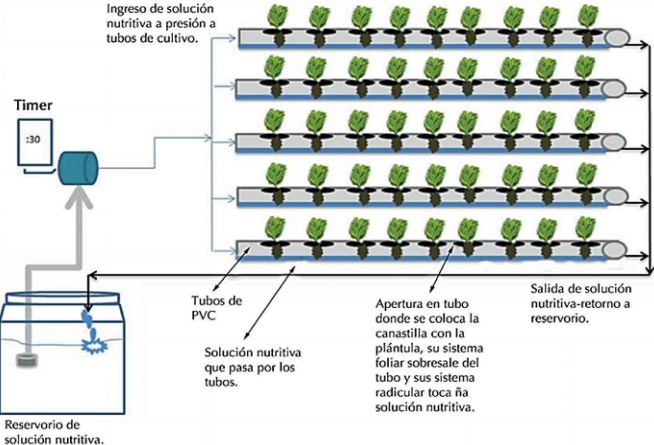 Ingreso de solución
nutritiva a presión a
tubos de cultivo.
Timer
:30
Tubos de
PVC
Solución nutritiva
que pasa por los
tubos.
Apertura en tubo
donde se coloca la
canastilla con la
plántula, su sistema
foliar sobresale del
tubo y sus sistema
radicular toca ña
solución nutritiva.
Salida de solución
nutritiva-retorno a
reservorio.
Reservorio de
solución nutritiva.